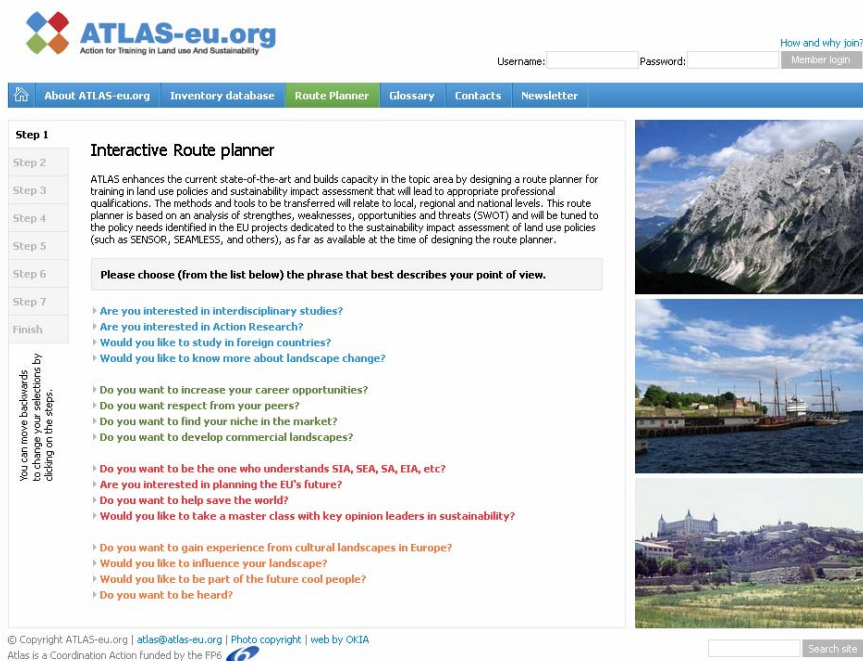 ATLAS-eu.org
Action for Training in Land use And Sustainability
How and why join?
Username:
Password:
Member login
About ATLAS-eu.org
Inventory database
Route Planner
Glossary
Contacts
Newsletter
Step 1
Step 2
Step 3
Step 4
Step 5
Step 6
Step 7
Finish
You can move backwards
to change your selections by
clicking on the steps.
Interactive Route planner
ATLAS enhances the current state-of-the-art and builds capacity in the topic area by designing a route planner for
training in land use policies and sustainability impact assessment that will lead to appropriate professional
qualifications. The methods and tools to be transferred will relate to local, regional and national levels. This route
planner is based on an analysis of strengthes, weaknesses, opportunities and threats (SWOT) and will be tuned to
the policy needs identified in the EU projects dedicated to the sustainability impact assessment of land use policies
(such as SENSOR, SEAMLESS, and others), as far as available at the time of designing the route planner.
Please choose (from the list below) the phrase that best describes your point of view.
Are you interested in interdisciplinary studies?
Are you interested in Action Research?
Would you like to study in foreign countries?
Would you like to know more about landscape change?
Do you want to increase your career opportunities?
Do you want respect from your peers?
Do you want to find your niche in the market?
Do you want to develop commercial landscapes?
Do you want to be the one who understands SIA, SEA, SA, EIA, etc?
Are you interested in planning the EU's future?
Do you want to help save the world?
Would you like to take a master class with key opinion leaders in sustainability?
Do you want to gain experience from cultural landscapes in Europe?
Would you like to influence your landscape?
Would you like to be part of the future cool people?
Do you want to be heard?
© Copyright ATLAS-eu.org | atlas@atlas-eu.org | Photo copyright | web by OKIA
Atlas is a Coordination Action funded by the FP6
Search site